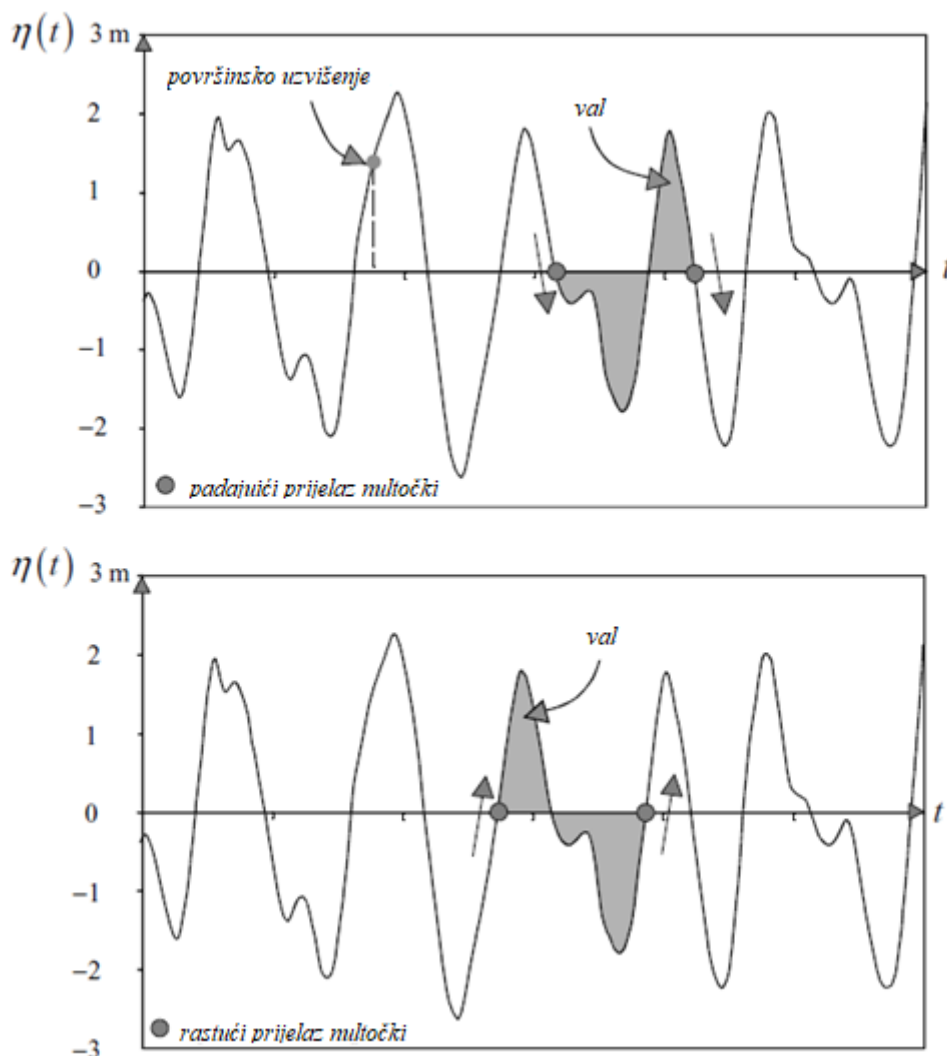 η(t)
3 m
površinsko uzvišenje
val
2
1
0
t
−1
−2
padajuići prijelaz nultočki
−3
η(t)
3 m
val
2
1
0
t
−1
−2
rastući prijelaz nultočki
−3